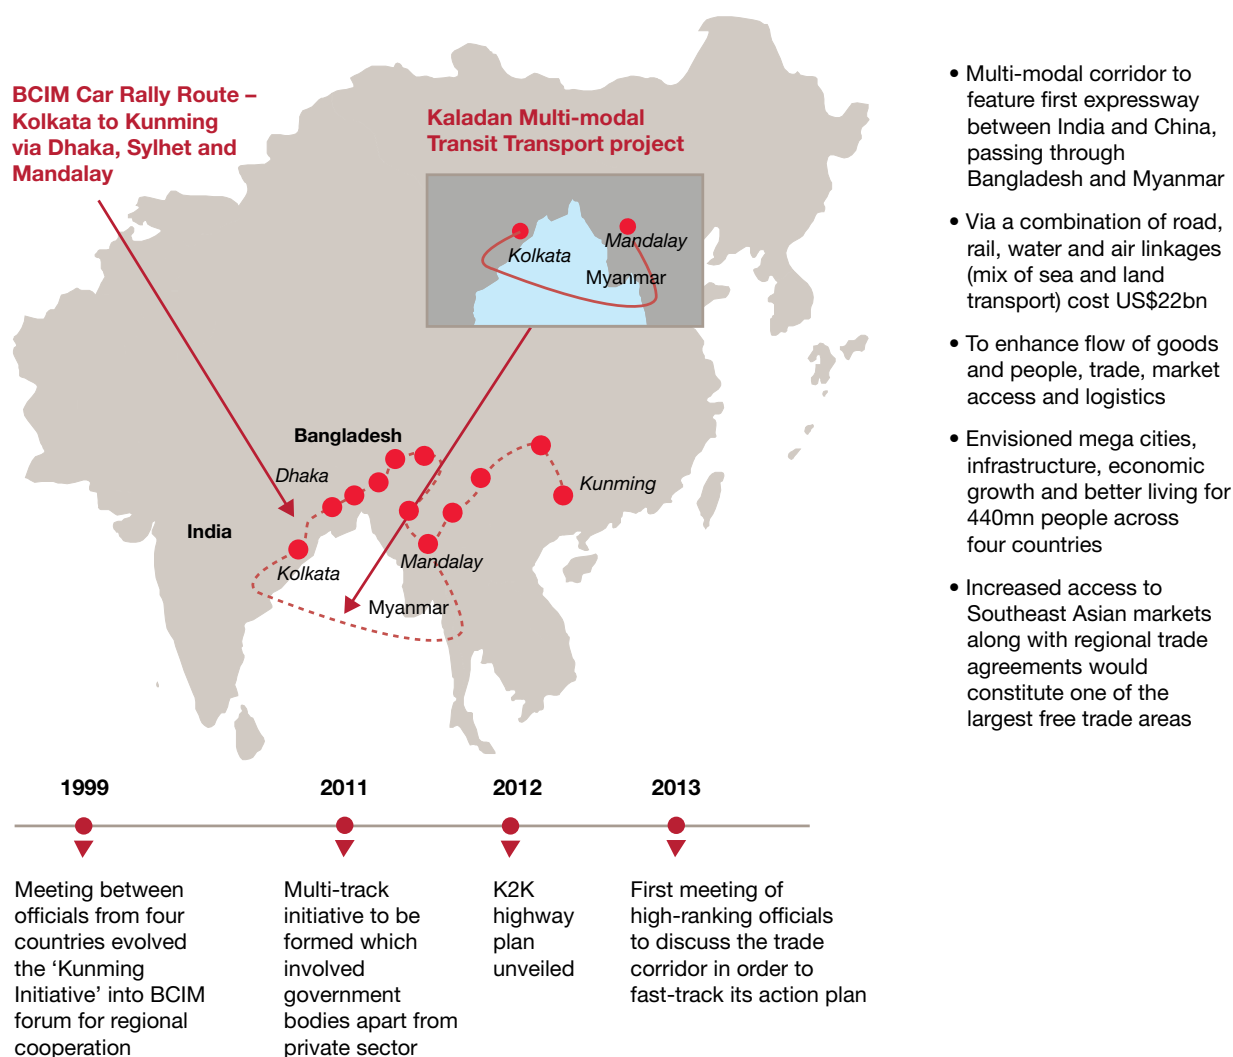 BCIM Car Rally Route –
Kolkata to Kunming
via Dhaka, Sylhet and
Mandalay
Kaladan Multi-modal
Transit Transport project
Kolkata
Mandalay
Myanmar
Bangladesh
Dhaka
India
Kolkata
Mandalay
Myanmar
Kunming
• Multi-modal corridor to
feature first expressway
between India and China,
passing through
Bangladesh and Myanmar
• Via a combination of road,
rail, water and air linkages
(mix of sea and land
transport) cost US$22bn
• To enhance flow of goods
and people, trade, market
access and logistics
• Envisioned mega cities,
infrastructure, economic
growth and better living for
440mn people across
four countries
• Increased access to
Southeast Asian markets
along with regional trade
agreements would
constitute one of the
largest free trade areas
1999
Meeting between
officials from four
countries evolved
the ‘Kunming
Initiative’ into BCIM
forum for regional
cooperation
2011
Multi-track
initiative to be
formed which
involved
government
bodies apart from
private sector
2012
K2K
highway
plan
unveiled
2013
First meeting of
high-ranking officials
to discuss the trade
corridor in order to
fast-track its action plan